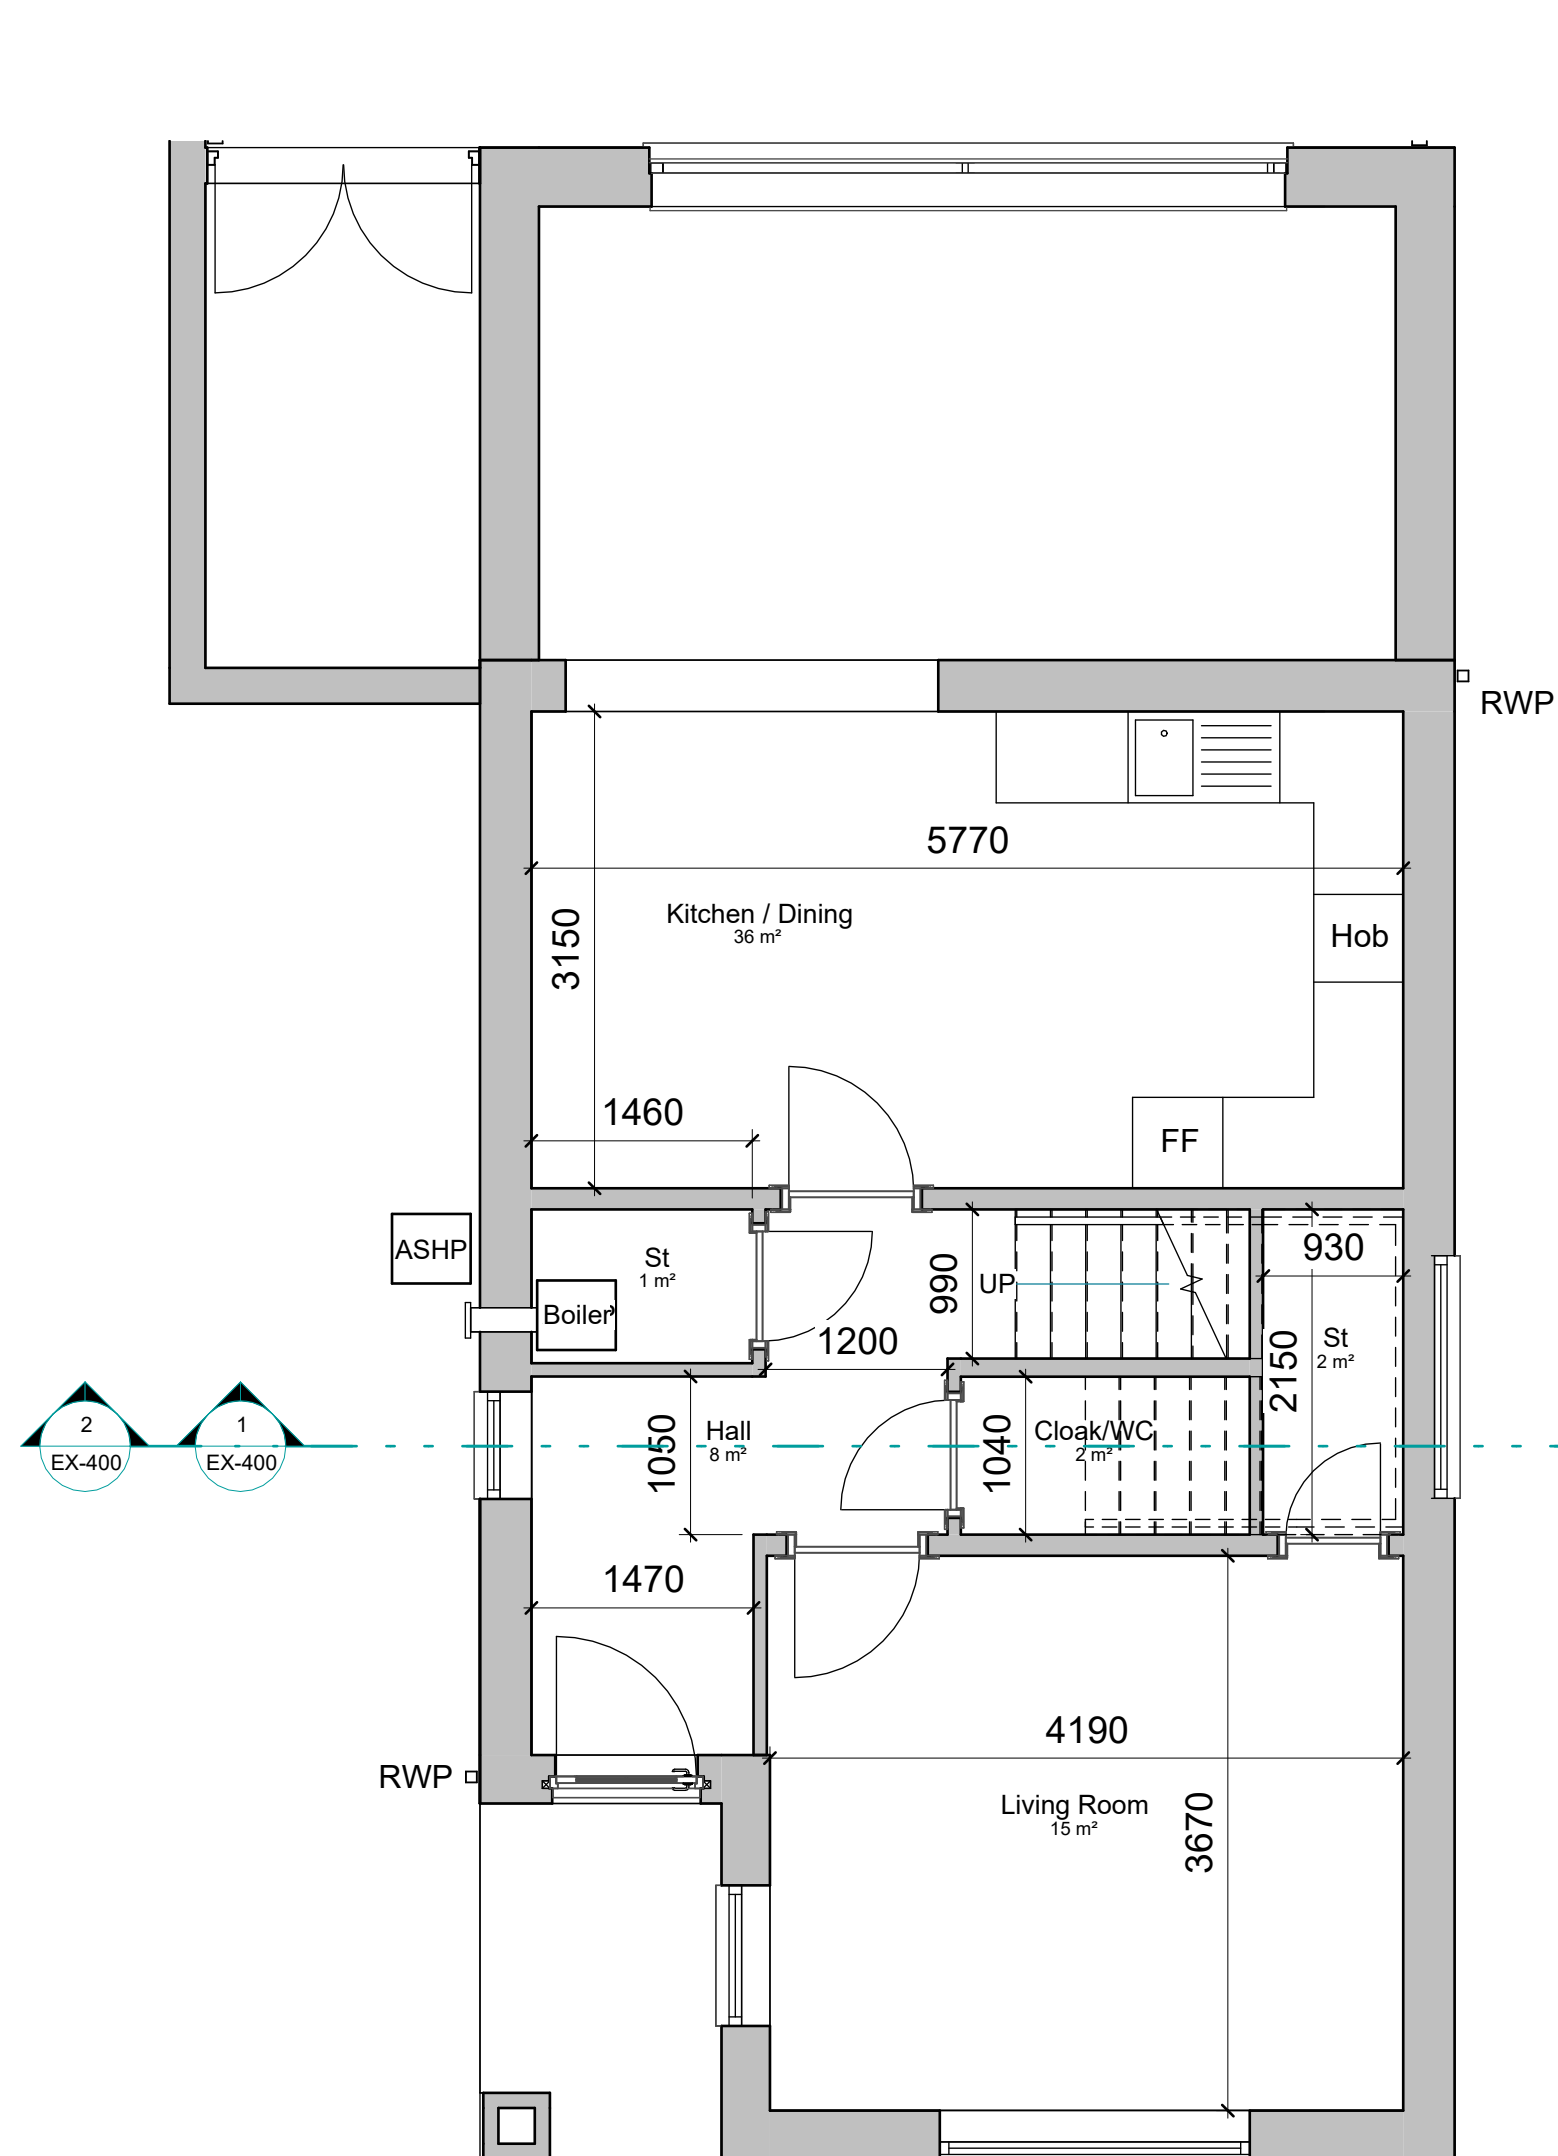 RWP
5770
Kitchen / Dining
36 m²
3150
Hob
1460
FF
ASHP
St
1 m²
Boiler
990
UP
930
1200
2150
St
2 m²
2
EX-400
1
EX-400
1050
Hall
8 m²
1040
Cloak/WC
2 m²
1470
4190
RWP
Living Room
15 m²
3670